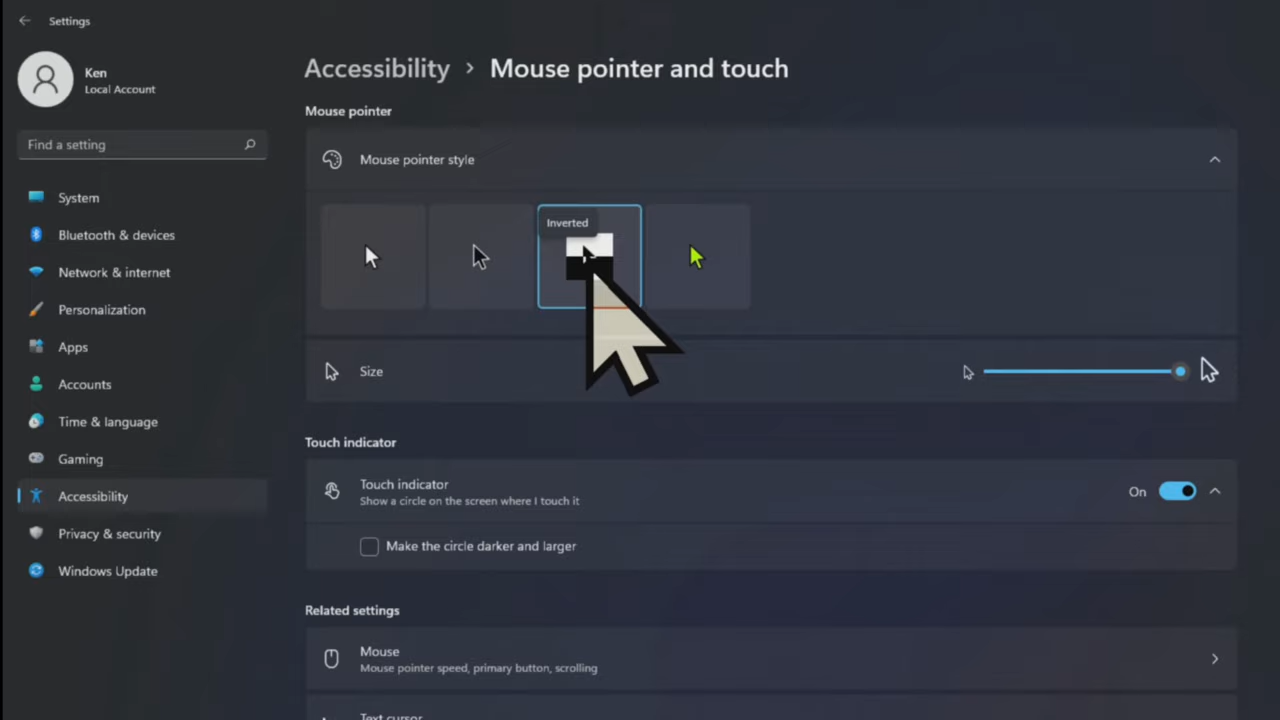 Settings
Ken
Local Account
Find a setting
System
Bluetooth & devices
Network & internet
Personalization
Apps
Accounts
Time & language
Gaming
Accessibility
Privacy & security
Windows Update
Accessibility > Mouse pointer and touch
Mouse pointer
Mouse pointer style
Inverted
Size
Touch indicator
Touch indicator
Show a circle on the screen where I touch it
On
Make the circle darker and larger
Related settings
Mouse
Mouse pointer speed, primary button, scrolling
Text cursor